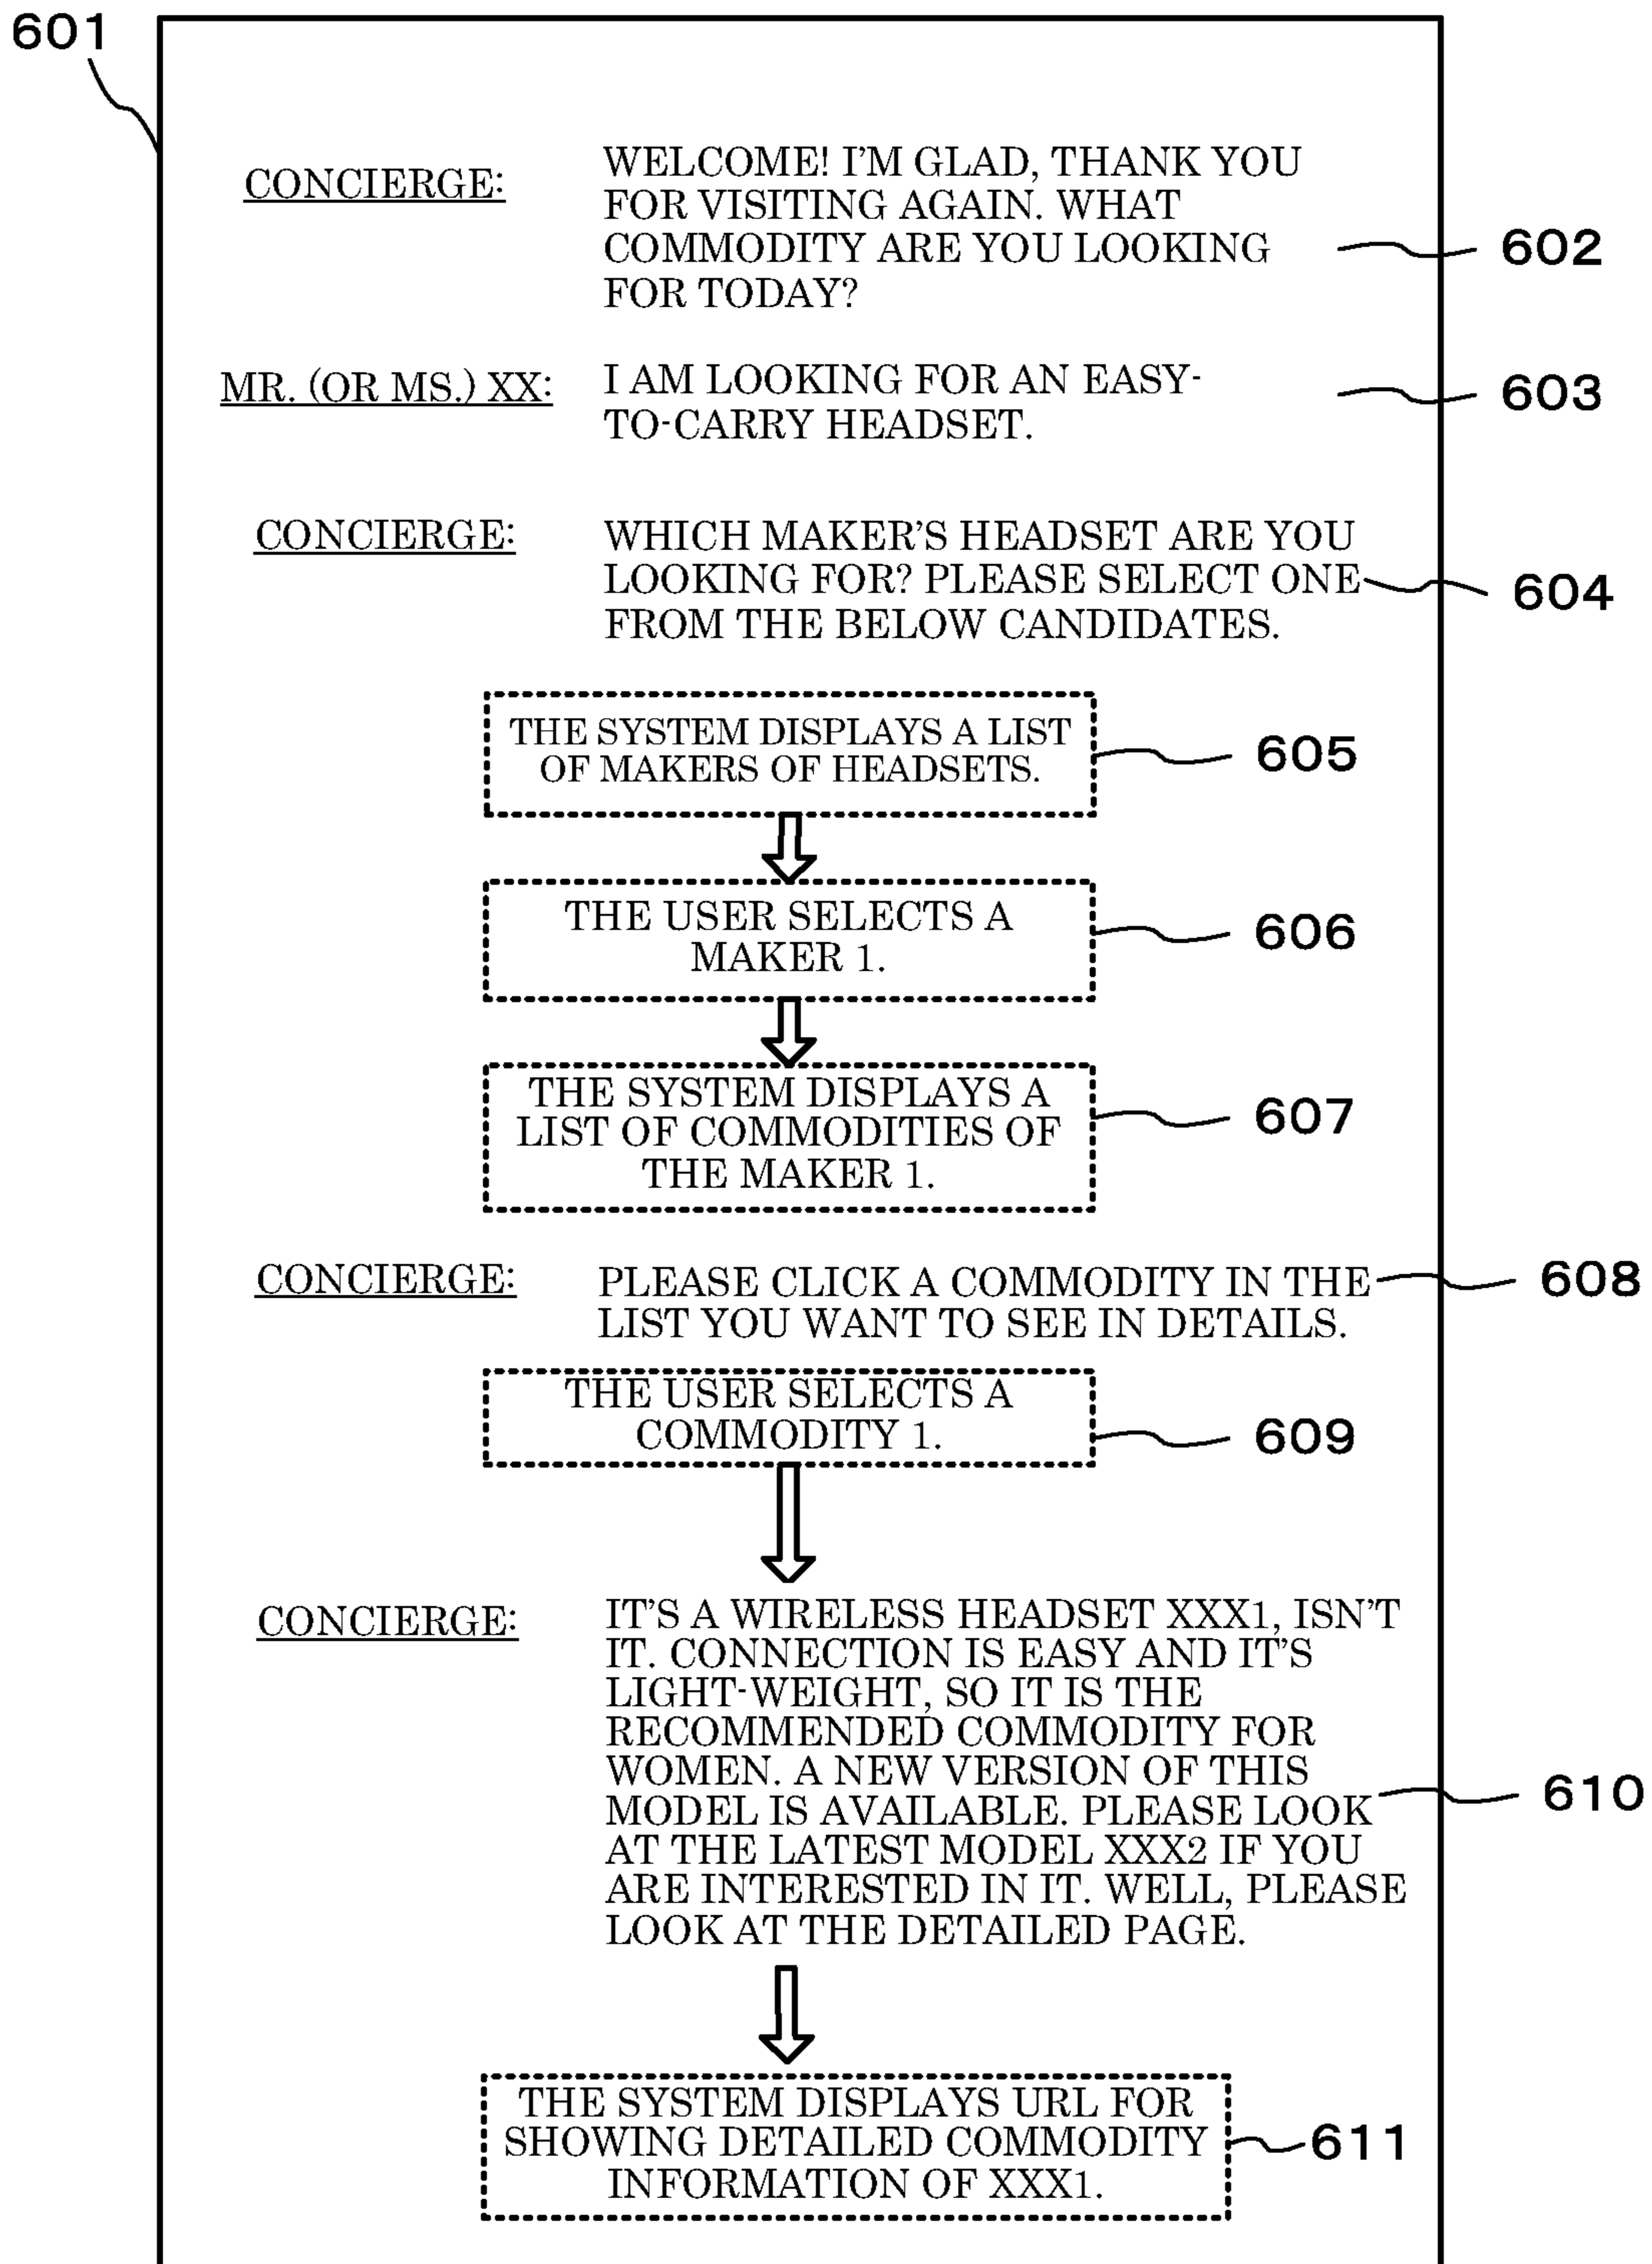 601
CONCIERGE:
WELCOME! I'M GLAD, THANK YOU
FOR VISITING AGAIN. WHAT
COMMODITY ARE YOU LOOKING
FOR TODAY?
602
MR. (OR MS.) XX:
I AM LOOKING FOR AN EASY-
TO-CARRY HEADSET.
603
CONCIERGE:
WHICH MAKER'S HEADSET ARE YOU
LOOKING FOR? PLEASE SELECT ONE
FROM THE BELOW CANDIDATES.
604
THE SYSTEM DISPLAYS A LIST
OF MAKERS OF HEADSETS.
605
THE USER SELECTS A
MAKER 1.
606
THE SYSTEM DISPLAYS A
LIST OF COMMODITIES OF
THE MAKER 1.
607
CONCIERGE:
PLEASE CLICK A COMMODITY IN THE
LIST YOU WANT TO SEE IN DETAILS.
608
THE USER SELECTS A
COMMODITY 1.
609
CONCIERGE:
IT'S A WIRELESS HEADSET XXX1, ISN'T
IT. CONNECTION IS EASY AND IT'S
LIGHT-WEIGHT, SO IT IS THE
RECOMMENDED COMMODITY FOR
WOMEN. A NEW VERSION OF THIS
MODEL IS AVAILABLE. PLEASE LOOK
AT THE LATEST MODEL XXX2 IF YOU
ARE INTERESTED IN IT. WELL, PLEASE
LOOK AT THE DETAILED PAGE.
610
THE SYSTEM DISPLAYS URL FOR
SHOWING DETAILED COMMODITY
INFORMATION OF XXX1.
611